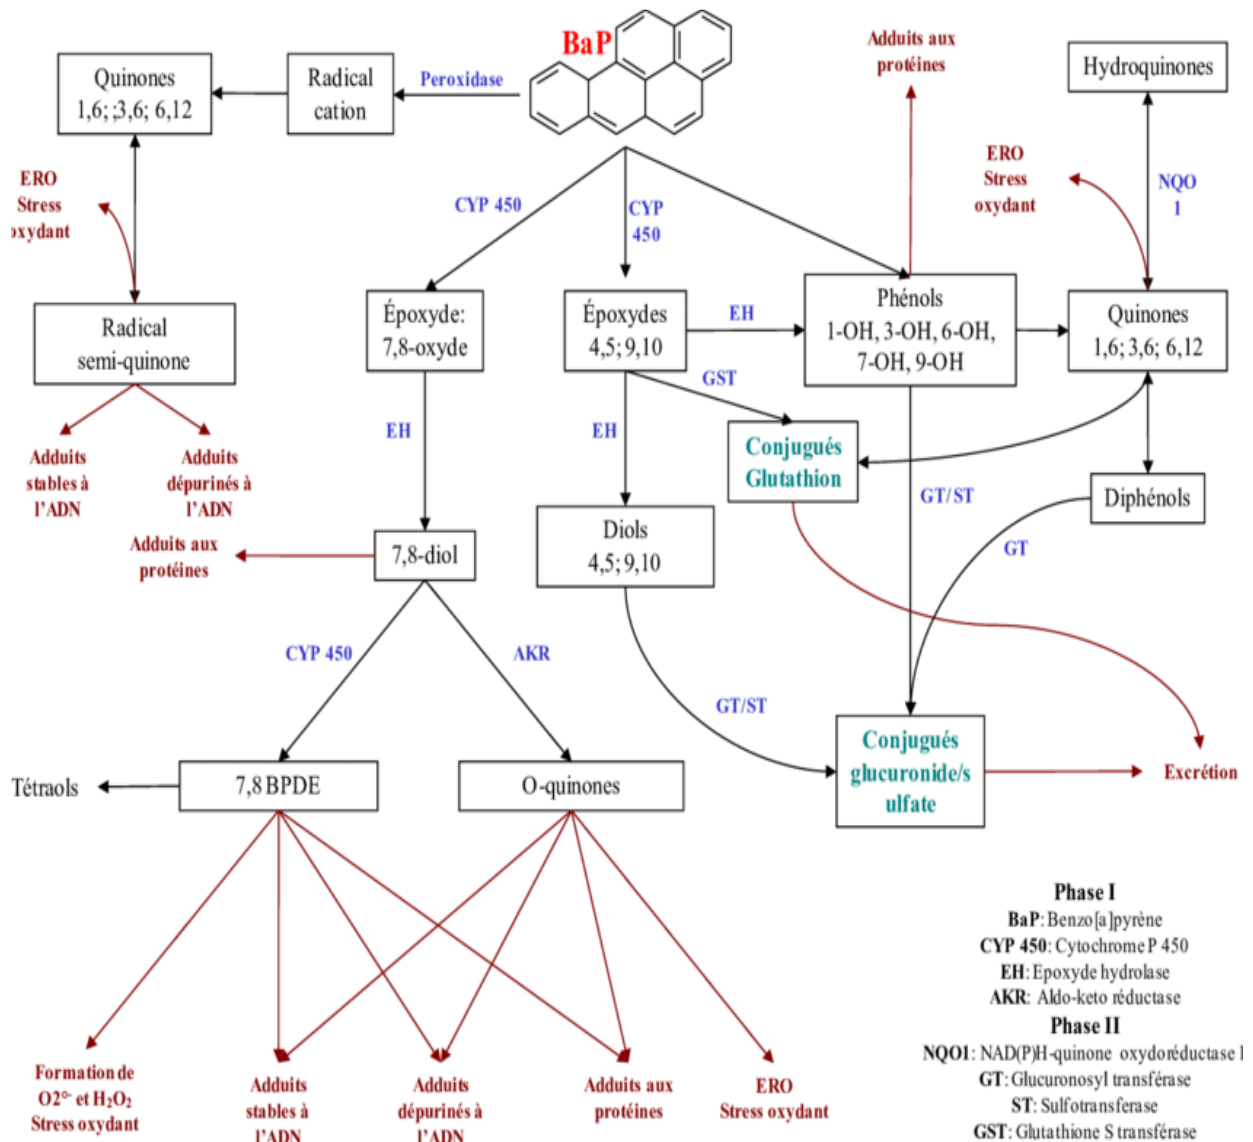 BaP
Peroxidase
Radical
cation
Quinones
1,6; ;3,6; 6,12
ERO
Stress
oxydant
Radical
semi-quinone
Adduits
stables à
l'ADN
Adduits
dépurinés à
l'ADN
CYP 450
CYP
450
Adduits aux
protéines
Hydroquinones
ERO
Stress
oxydant
NQO
1
Époxyde:
7,8-oxyde
Époxydes
4,5; 9,10
EH
Phénols
1-OH, 3-OH, 6-OH,
7-OH, 9-OH
Quinones
1,6; 3,6; 6,12
GST
EH
EH
Conjugués
Glutathion
GT/ST
Diphénols
GT
Adduits aux
protéines
7,8-diol
Diols
4,5; 9,10
CYP 450
AKR
GT/ST
Tétraols
7,8 BPDE
O-quinones
Conjugués
glucuronide/s
ulfate
Excrétion
Formation de
O2°- et H₂O₂
Stress oxydant
Adduits
stables à
l'ADN
Adduits
dépurinés à
l'ADN
Adduits aux
protéines
ERO
Stress oxydant
Phase I
BaP: Benzo[a]pyrène
CYP 450: Cytochrome P 450
EH: Epoxyde hydrolase
AKR: Aldo-keto réductase
Phase II
NQO1: NAD(P)H-quinone oxydoréductase 1
GT: Glucuronosyl transférase
ST: Sulfotransferase
GST: Glutathione S transférase